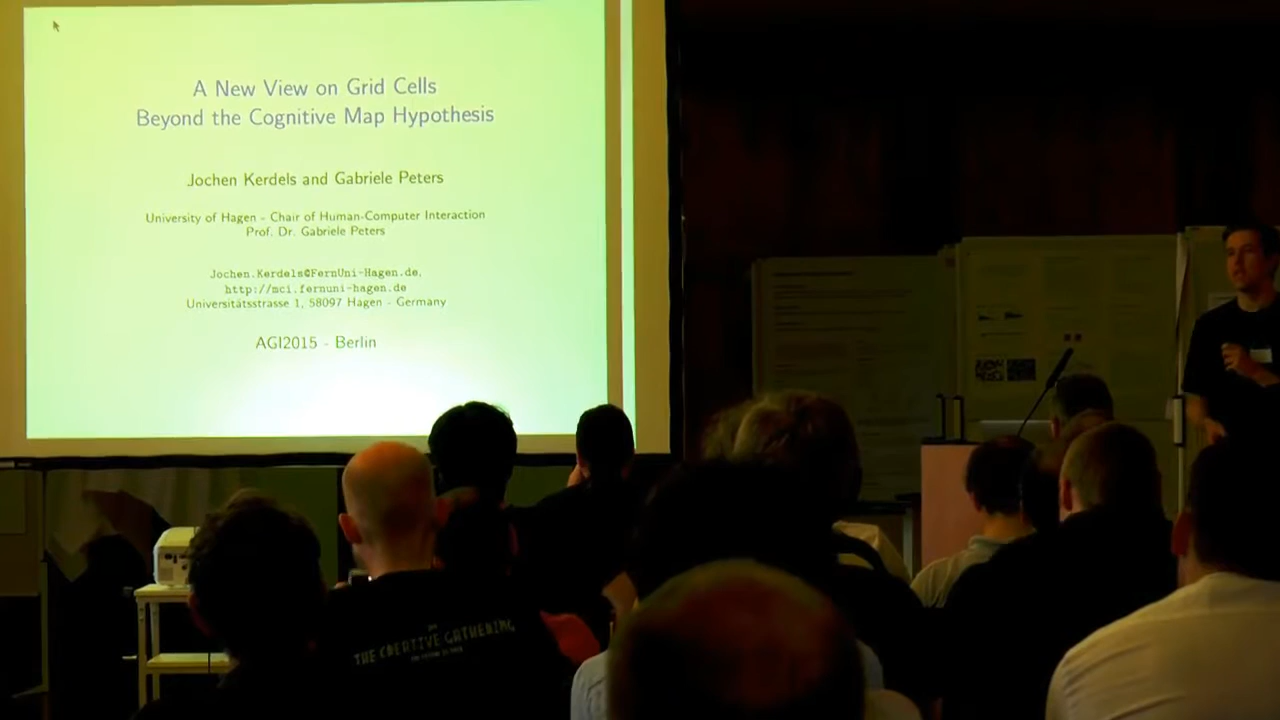 A New View on Grid Cells
Beyond the Cognitive Map Hypothesis
Jochen Kerdels and Gabriele Peters
University of Hagen - Chair of Human-Computer Interaction
Prof. Dr. Gabriele Peters
Jochen.Kerdels@FernUni-Hagen.de,
http://mci.fernuni-hagen.de
Universitätsstrasse 1, 58097 Hagen - Germany
AGI2015 - Berlin
THE CREATIVE GATHERING